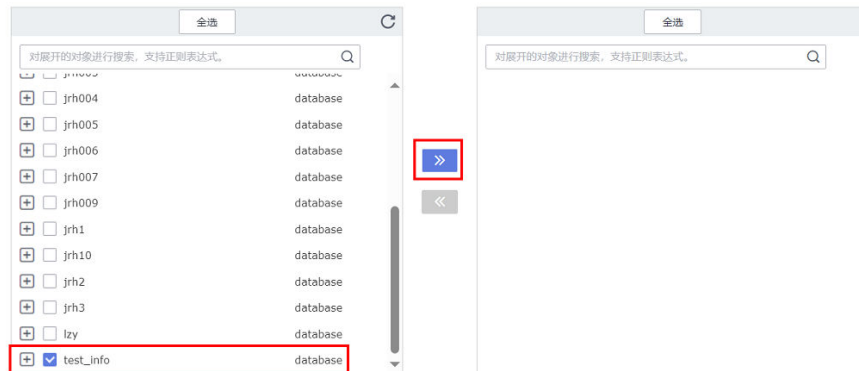 全选
对展开的对象进行搜索，支持正则表达式。
jrh004 database
jrh005 database
jrh006 database
jrh007 database
jrh009 database
jrh1 database
jrh10 database
jrh2 database
jrh3 database
lzy database
test_info database
全选
对展开的对象进行搜索，支持正则表达式。